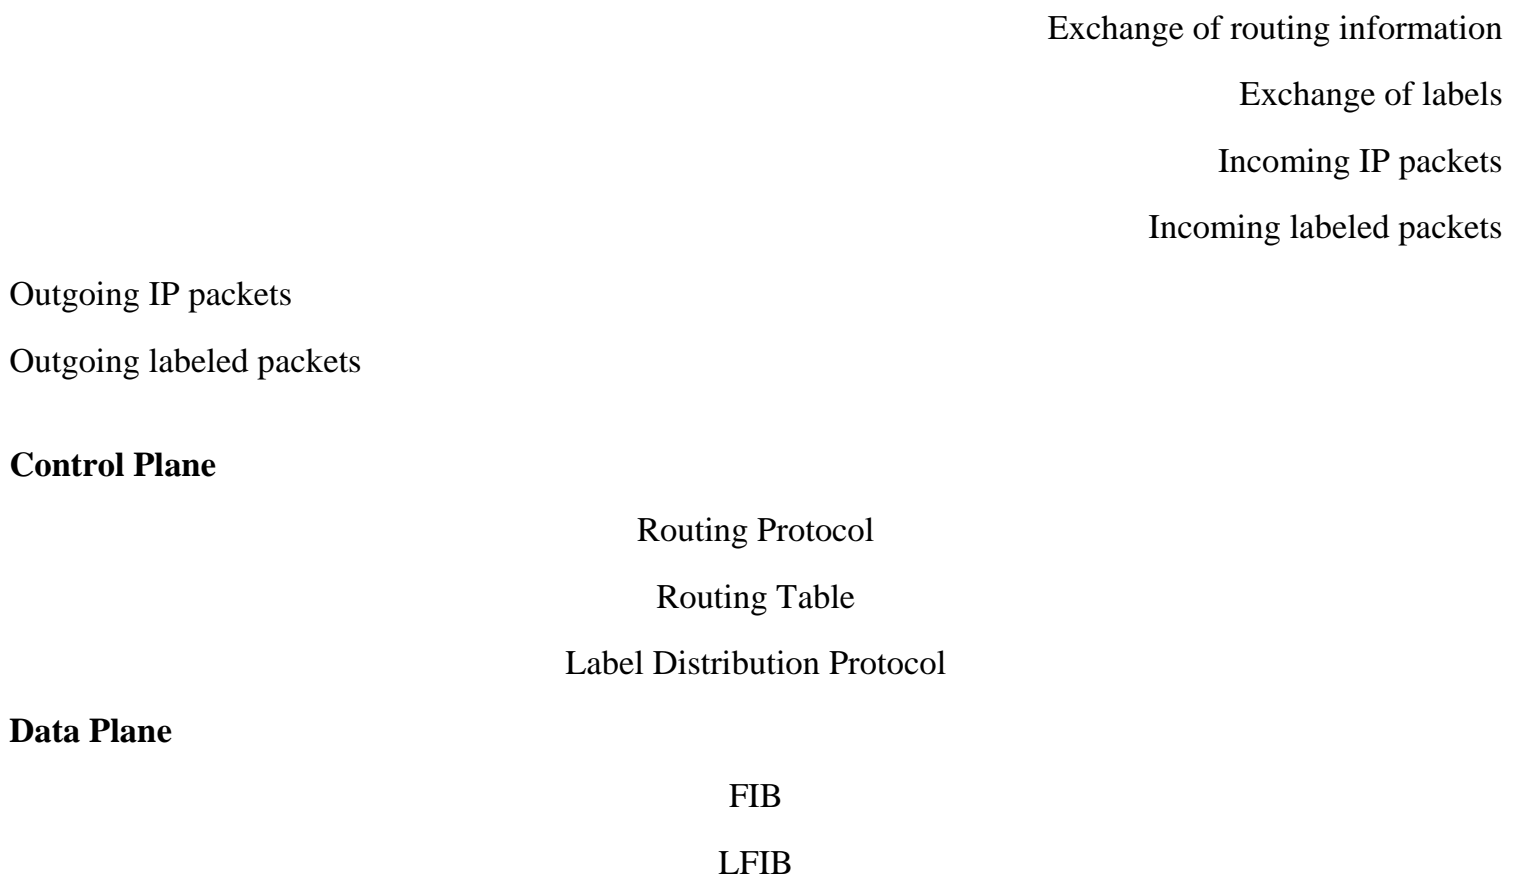 Exchange of routing information
Exchange of labels
Incoming IP packets
Incoming labeled packets
Outgoing IP packets
Outgoing labeled packets
Control Plane
Routing Protocol
Routing Table
Label Distribution Protocol
Data Plane
FIB
LFIB